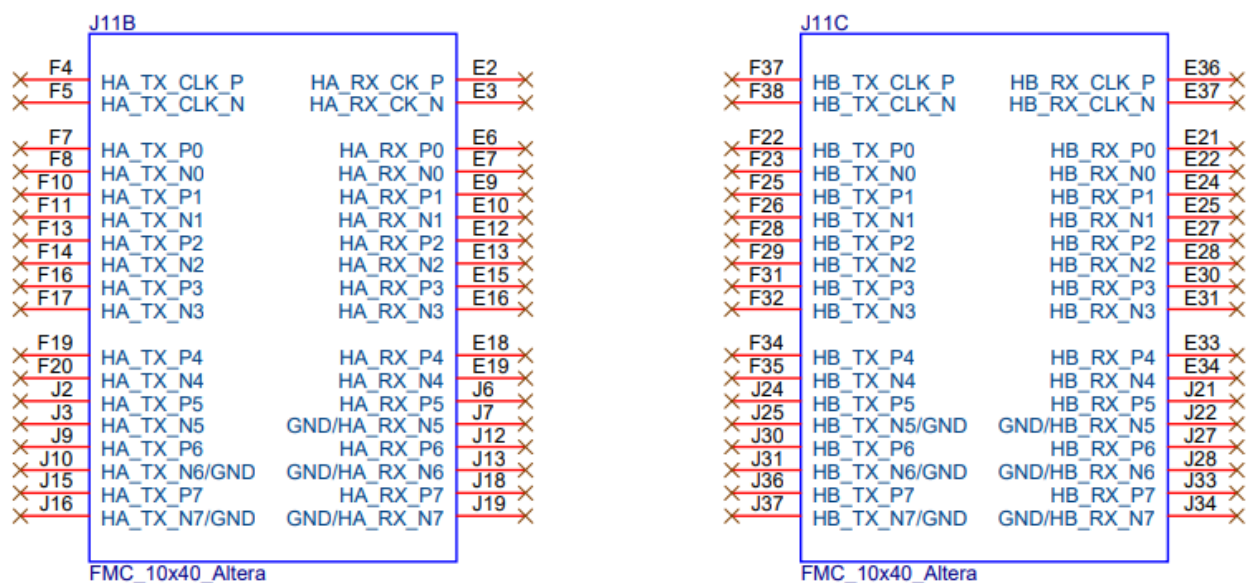 J11B J11C
F4 HA_TX_CLK_P HA_RX_CK_P E2 F37 HB_TX_CLK_P HB_RX_CLK_P E36
F5 HA_TX_CLK_N HA_RX_CK_N E3 F38 HB_TX_CLK_N HB_RX_CLK_N E37
F7 HA_TX_P0 HA_RX_P0 E6 F22 HB_TX_P0 HB_RX_P0 E21
F8 HA_TX_N0 HA_RX_N0 E7 F23 HB_TX_N0 HB_RX_N0 E22
F10 HA_TX_P1 HA_RX_P1 E9 F25 HB_TX_P1 HB_RX_P1 E24
F11 HA_TX_N1 HA_RX_N1 E10 F26 HB_TX_N1 HB_RX_N1 E25
F13 HA_TX_P2 HA_RX_P2 E12 F28 HB_TX_P2 HB_RX_P2 E27
F14 HA_TX_N2 HA_RX_N2 E13 F29 HB_TX_N2 HB_RX_N2 E28
F16 HA_TX_P3 HA_RX_P3 E15 F31 HB_TX_P3 HB_RX_P3 E30
F17 HA_TX_N3 HA_RX_N3 E16 F32 HB_TX_N3 HB_RX_N3 E31
F19 HA_TX_P4 HA_RX_P4 E18 F34 HB_TX_P4 HB_RX_P4 E33
F20 HA_TX_N4 HA_RX_N4 E19 F35 HB_TX_N4 HB_RX_N4 E34
J2 HA_TX_P5 HA_RX_P5 J6 J24 HB_TX_P5 HB_RX_P5 J21
J3 HA_TX_N5 GND/HA_RX_N5 J7 J25 HB_TX_N5/GND GND/HB_RX_N5 J22
J9 HA_TX_P6 HA_RX_P6 J12 J30 HB_TX_P6 HB_RX_P6 J27
J10 HA_TX_N6/GND GND/HA_RX_N6 J13 J31 HB_TX_N6/GND GND/HB_RX_N6 J28
J15 HA_TX_P7 HA_RX_P7 J18 J36 HB_TX_P7 HB_RX_P7 J33
J16 HA_TX_N7/GND GND/HA_RX_N7 J19 J37 HB_TX_N7/GND GND/HB_RX_N7 J34
FMC_10x40_Altera FMC_10x40_Altera